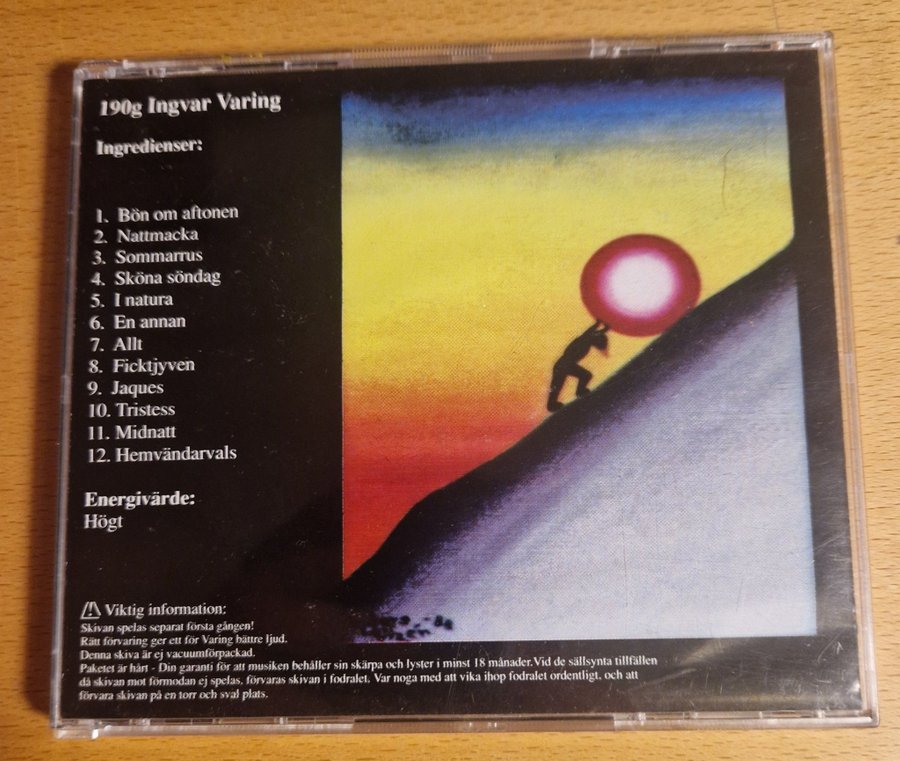 190g Ingvar Varing
Ingredienser:
1. Bön om aftonen
2. Nattmacka
3. Sommarrus
4. Sköna söndag
5. I natura
6. En annan
7. Allt
8. Ficktjyven
9. Jaques
10. Tristess
11. Midnatt
12. Hemvändarvals
Energivärde:
Högt
Viktig information:
Skivan spelas separat första gången!
Rätt förvaring ger ett för Varing bättre ljud.
Denna skiva är ej vacuumförpackad.
Paketet är hårt - Din garanti för att musiken behåller sin skärpa och lyster i minst 18 månader.Vid de sällsynta tillfällen
då skivan mot förmodan ej spelas, förvaras skivan i fodralet. Var noga med att vika ihop fodralet ordentligt, och att
förvara skivan på en torr och sval plats.